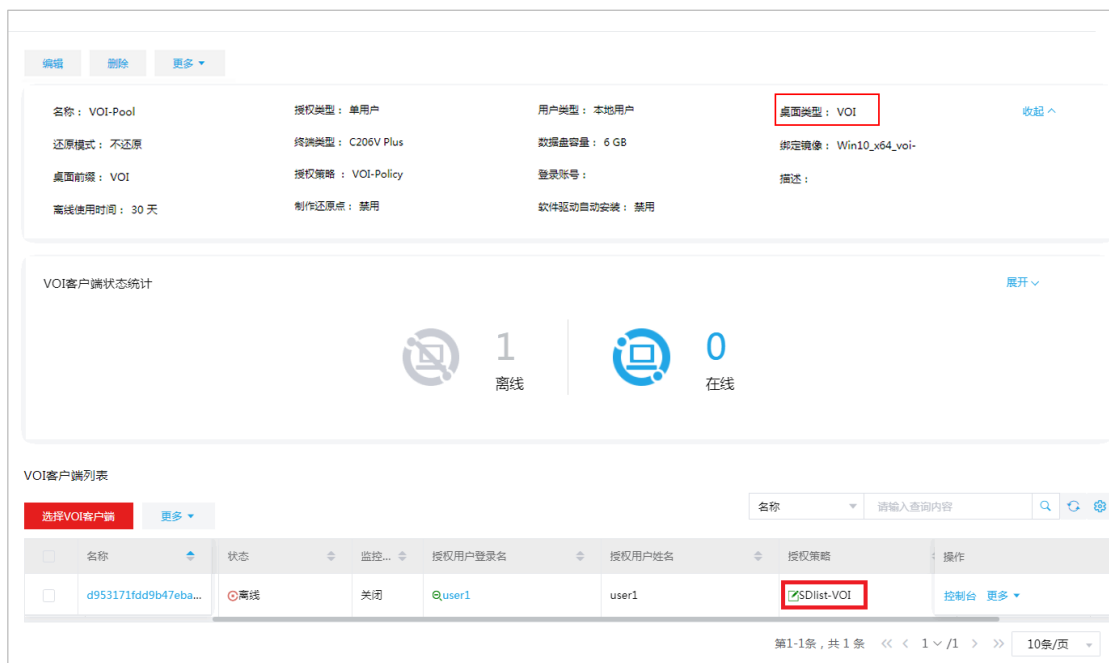 编辑 删除 更多
名称： VOI-Pool 授权类型： 单用户 用户类型： 本地用户 桌面类型： VOI 收起
还原模式： 不还原 终端类型： C206V Plus 数据盘容量： 6 GB 绑定镜像： Win10_x64_voi-
桌面前缀： VOI 授权策略 ： VOI-Policy 登录账号： 描述：
离线使用时间： 30 天 制作还原点： 禁用 软件驱动自动安装： 禁用
VOI客户端状态统计 展开
1 0
离线 在线
VOI客户端列表
选择VOI客户端 更多 名称 请输入查询内容
名称 状态 监控... 授权用户登录名 授权用户姓名 授权策略 操作
d953171fdd9b47eba... 离线 关闭 user1 user1 SDlist-VOI 控制台 更多
第1-1条，共 1 条 << < 1 /1 > >> 10条/页